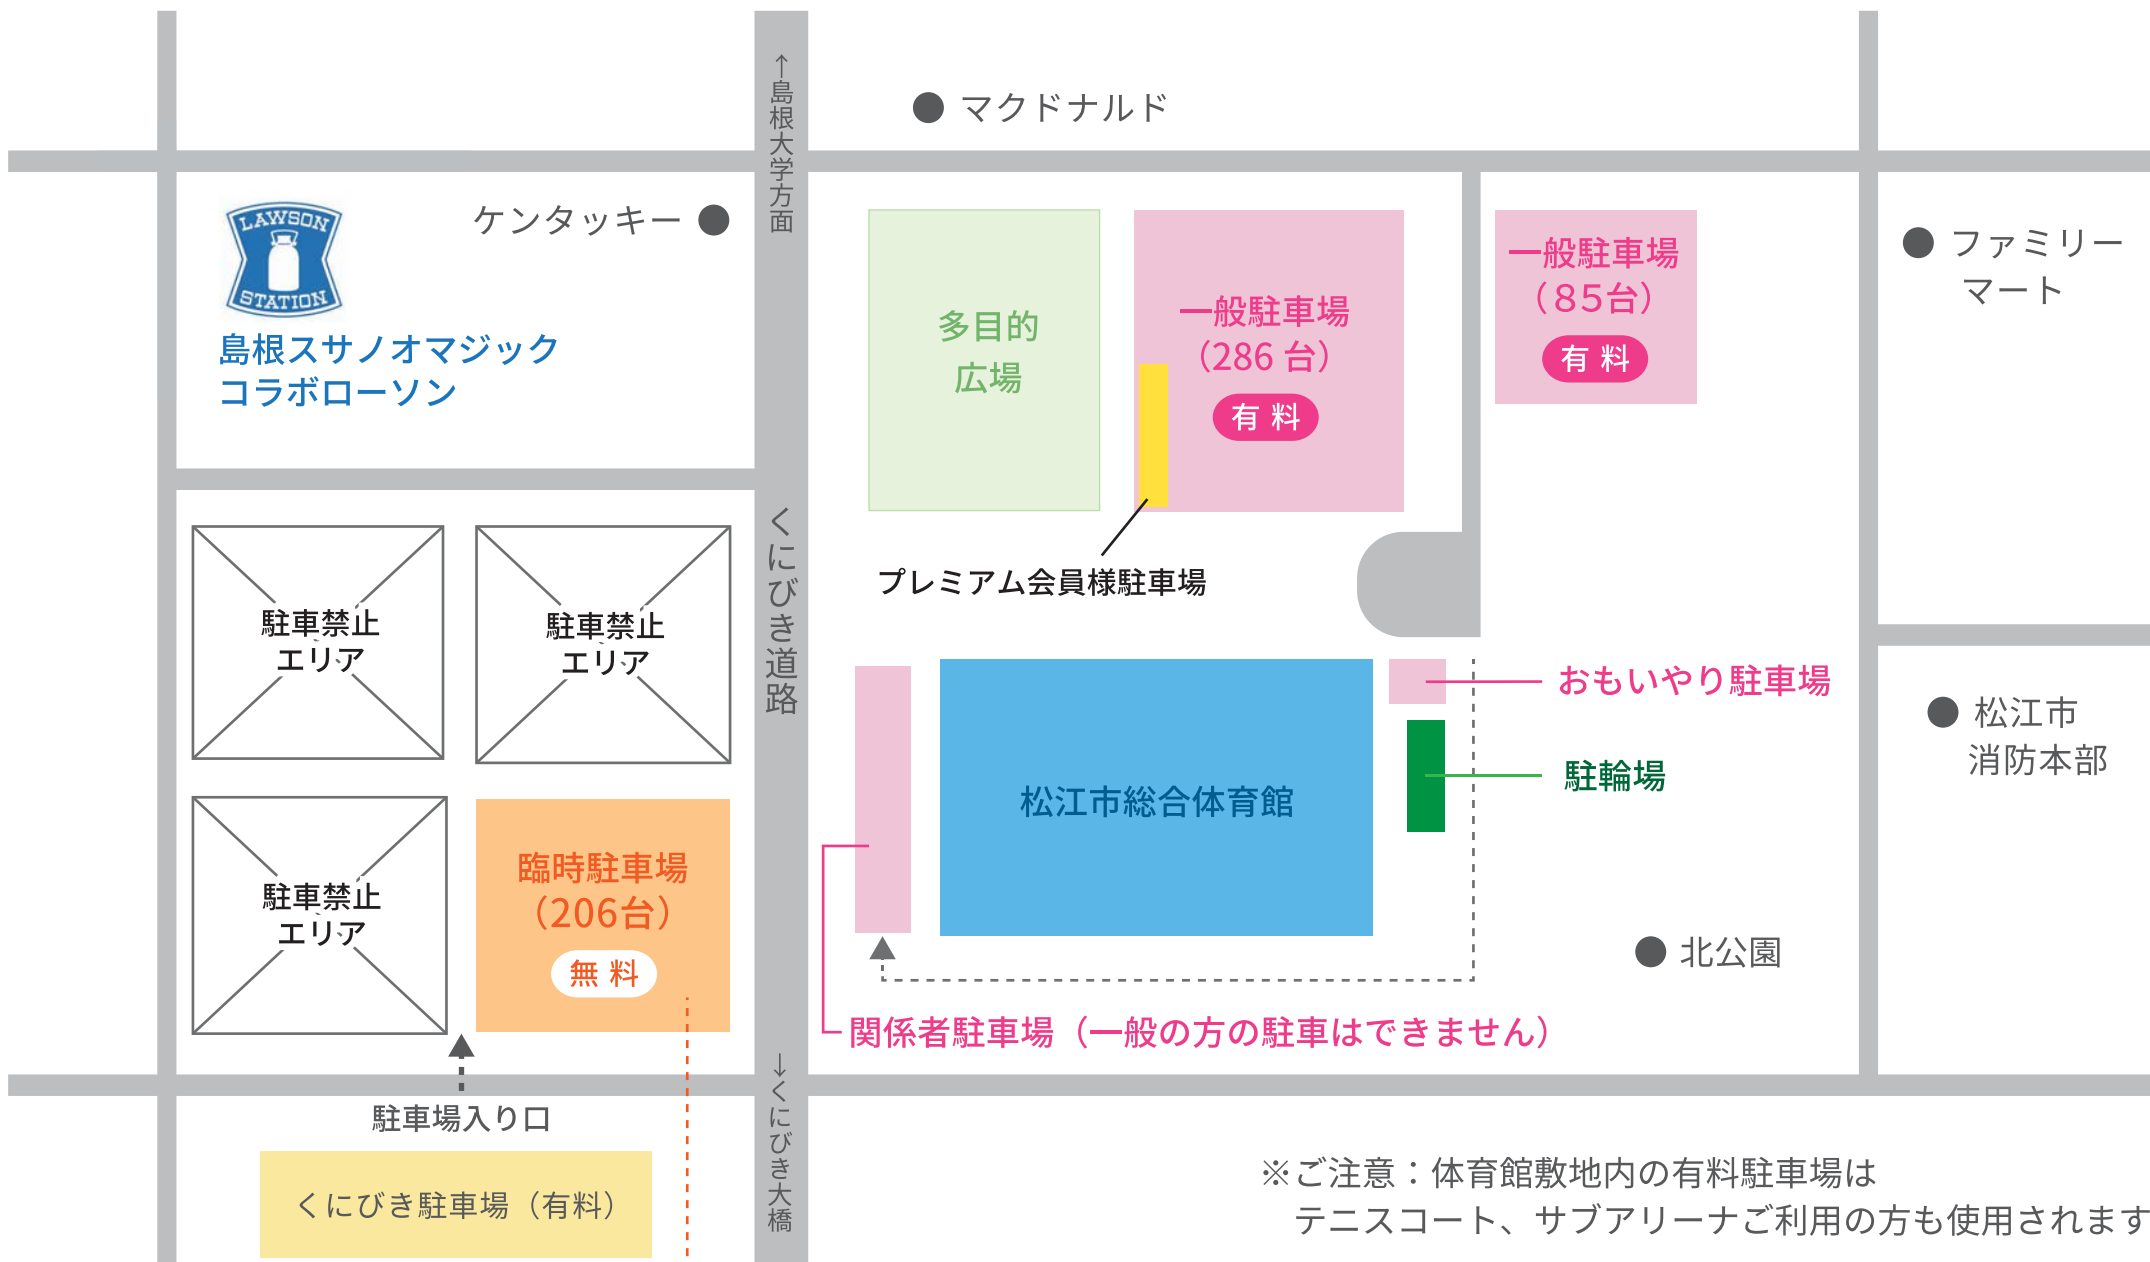 ↑島根大学方面
マクドナルド
ケンタッキー
LAWSON
STATION
島根スサノオマジック
コラボローソン
多目的
広場
一般駐車場
（286 台）
有 料
一般駐車場
（８５台）
有 料
ファミリー
マート
プレミアム会員様駐車場
くにびき道路
駐車禁止
エリア
駐車禁止
エリア
駐車禁止
エリア
臨時駐車場
（206台）
無 料
松江市総合体育館
おもいやり駐車場
駐輪場
松江市
消防本部
北公園
関係者駐車場（一般の方の駐車はできません）
駐車場入り口
くにびき駐車場（有料）
↓くにびき大橋
※ご注意：体育館敷地内の有料駐車場は
テニスコート、サブアリーナご利用の方も使用されます